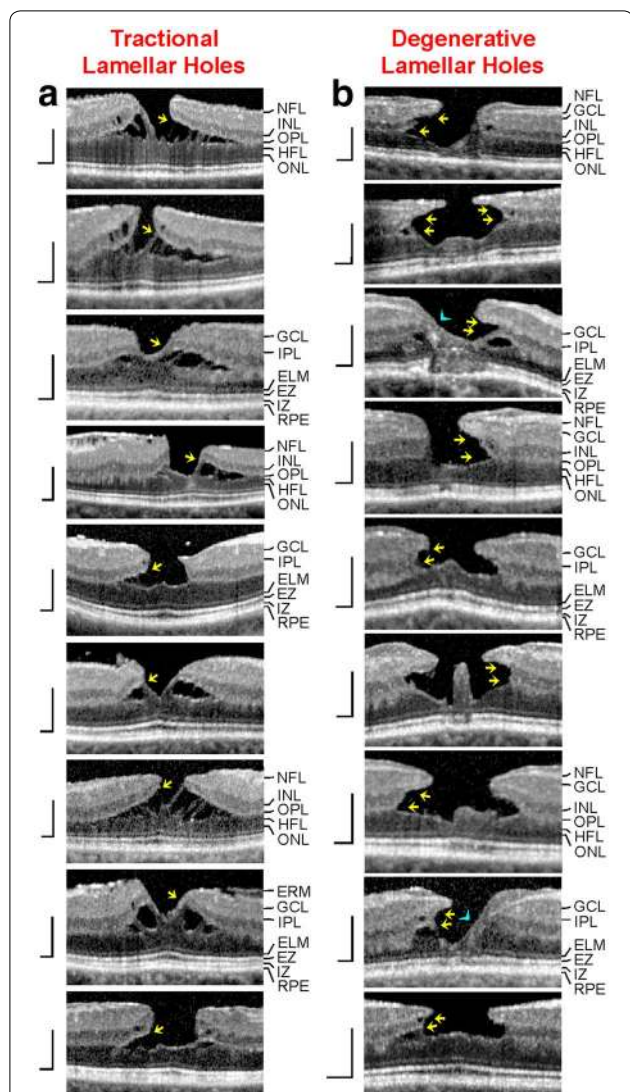 Tractional
Lamellar Holes
Degenerative
Lamellar Holes
a
NFL
INL
OPL
HFL
ONL
GCL
IPL
ELM
EZ
IZ
RPE
NFL
INL
OPL
HFL
ONL
GCL
IPL
ELM
EZ
IZ
RPE
NFL
INL
OPL
HFL
ONL
ERM
GCL
IPL
ELM
EZ
IZ
RPE
b
NFL
GCL
INL
OPL
HFL
ONL
GCL
IPL
ELM
EZ
IZ
RPE
NFL
GCL
INL
OPL
HFL
ONL
GCL
IPL
ELM
EZ
IZ
RPE
NFL
GCL
INL
OPL
HFL
ONL
GCL
IPL
ELM
EZ
IZ
RPE